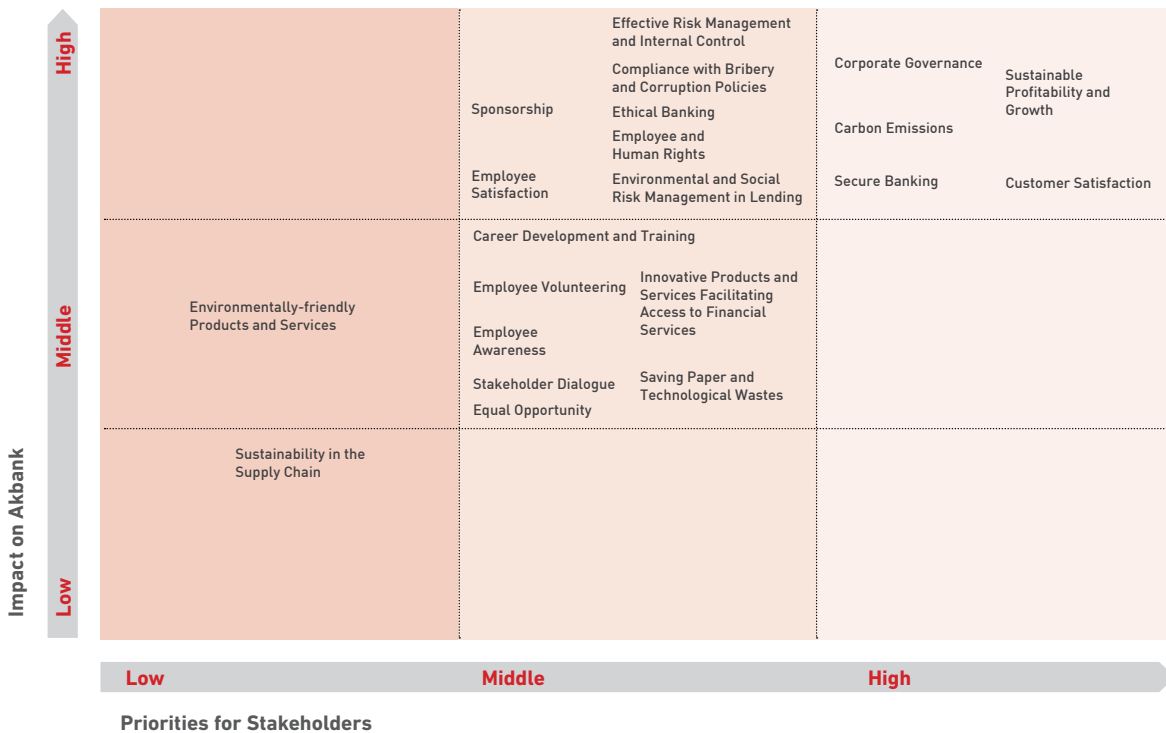 Impact on Akbank
High
Middle
Low
Sponsorship
Employee
Satisfaction
Effective Risk Management
and Internal Control
Compliance with Bribery
and Corruption Policies
Ethical Banking
Employee and
Human Rights
Environmental and Social
Risk Management in Lending
Corporate Governance
Carbon Emissions
Secure Banking
Sustainable
Profitability and
Growth
Customer Satisfaction
Environmentally-friendly
Products and Services
Career Development and Training
Employee Volunteering
Employee
Awareness
Stakeholder Dialogue
Equal Opportunity
Innovative Products and
Services Facilitating
Access to Financial
Services
Saving Paper and
Technological Wastes
Sustainability in the
Supply Chain
Low
Middle
High
Priorities for Stakeholders